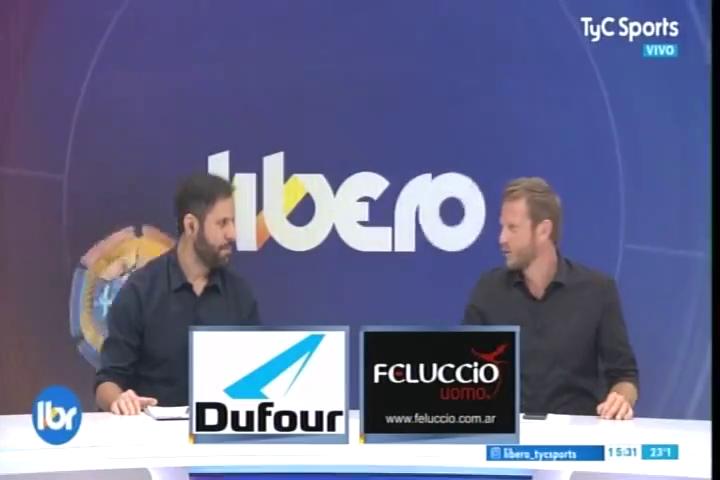 TyC Sports
VIVO
libero
Dufour
FELUCCIO
uomo
www.feluccio.com.ar
lbr
libero_tycsports
15:31
23°1